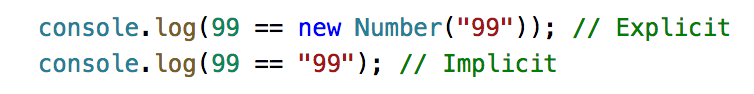 console.log(99 == new Number("99")); // Explicit
console.log(99 == "99"); // Implicit